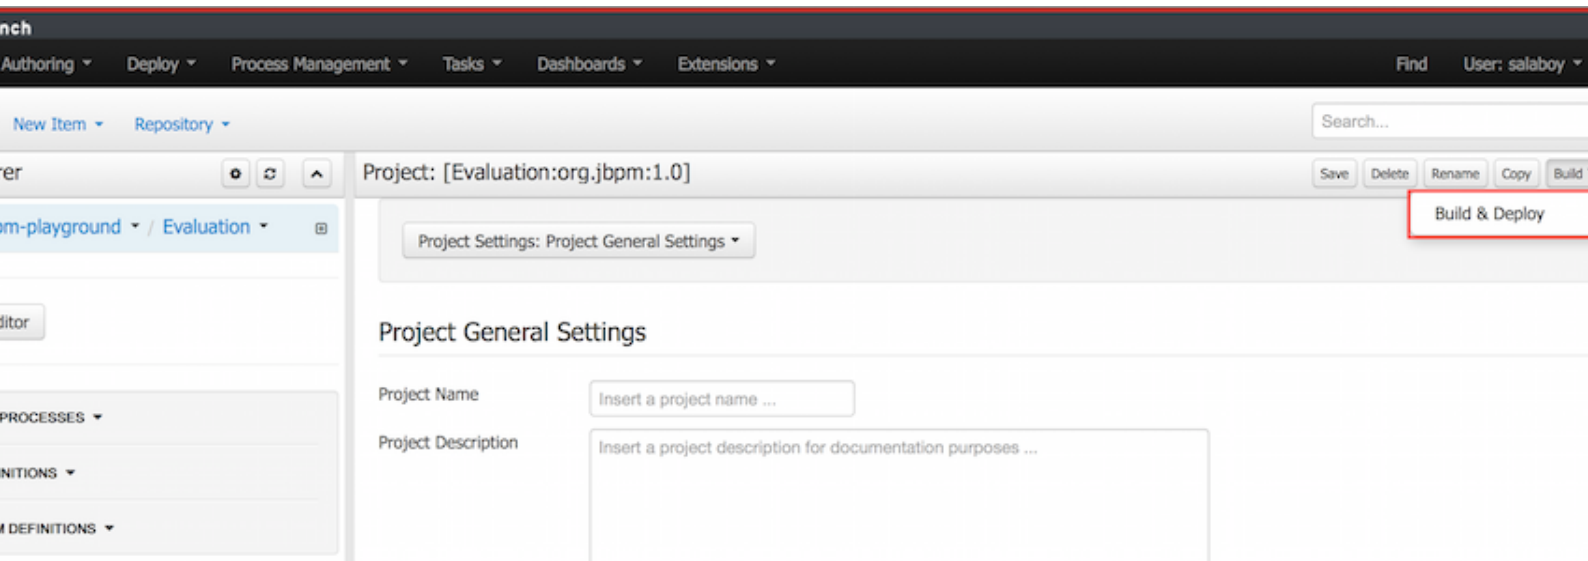 nch
Authoring Deploy Process Management Tasks Dashboards Extensions Find User: salaboy
New Item Repository Search...
rer Project: [Evaluation:org.jbpm:1.0] Save Delete Rename Copy Build
om-playground / Evaluation Build & Deploy
Project Settings: Project General Settings
ditor
Project General Settings
Project Name Insert a project name ...
PROCESSES
Project Description Insert a project description for documentation purposes ...
INITIONS
M DEFINITIONS